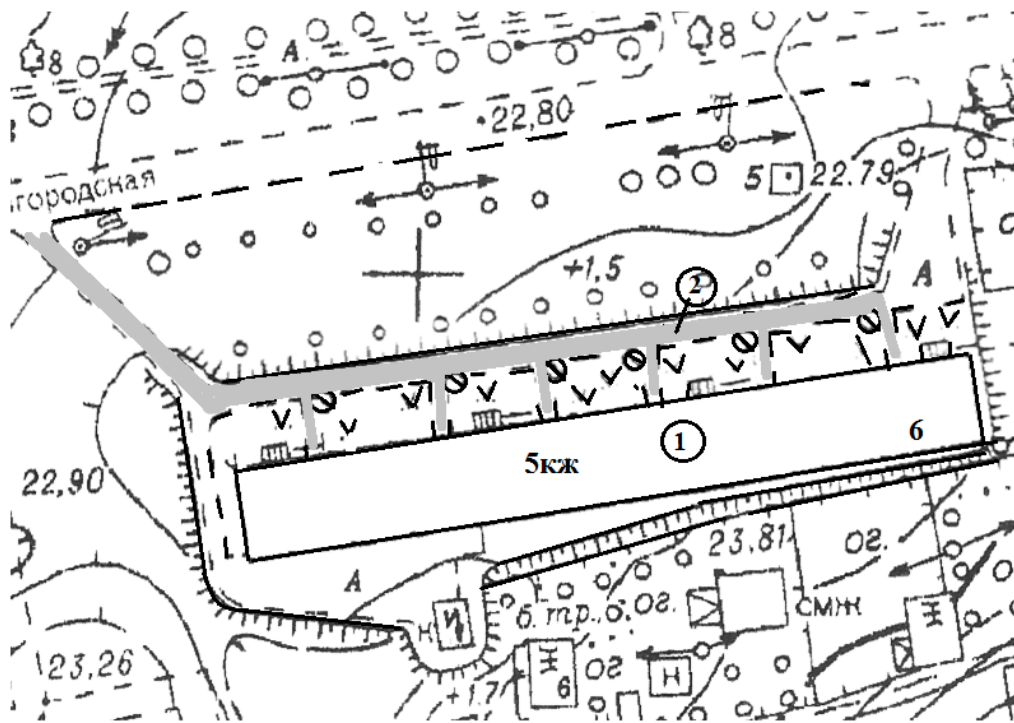 8
А
8
22,80
городская
5
22.79
+1,5
А
2
1
6
5кж
22,90
23,81
ог.
А
И
н
б. тр., б.
ог.
смж
Ж
23,26
+1,7
Ж
6
ог
Н